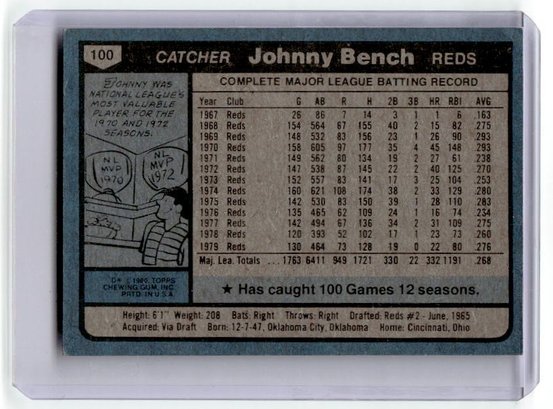 100 CATCHER Johnny Bench REDS
JOHNNY WAS
NATIONAL LEAGUE'S
MOST VALUABLE
PLAYER FOR THE
1970 AND 1972
SEASONS.
NL
MVP
1970
NL
MVP
1972
© 1980 TOPPS
CHEWING GUM, INC.
PRTD. IN U.S.A.
COMPLETE MAJOR LEAGUE BATTING RECORD
Year Club G AB R H 2B 3B HR RBI AVG
1967 Reds 26 86 7 14 3 1 1 6 .163
1968 Reds 154 564 67 155 40 2 15 82 .275
1969 Reds 148 532 83 156 23 1 26 90 .293
1970 Reds 158 605 97 177 35 4 45 148 .293
1971 Reds 149 562 80 134 19 2 27 61 .238
1972 Reds 147 538 87 145 22 2 40 125 .270
1973 Reds 152 557 83 141 17 3 25 104 .253
1974 Reds 160 621 108 174 38 2 33 129 .280
1975 Reds 142 530 83 150 39 1 28 110 .283
1976 Reds 135 465 62 109 24 1 16 74 .234
1977 Reds 142 494 67 136 34 2 31 109 .275
1978 Reds 120 393 52 102 17 1 23 73 .260
1979 Reds 130 464 73 128 19 0 22 80 .276
Maj. Lea. Totals .... 1763 6411 949 1721 330 22 332 1191 .268
★ Has caught 100 Games 12 seasons.
Height: 6'1" Weight: 208 Bats: Right Throws: Right Drafted: Reds #2 - June, 1965
Acquired: Via Draft Born: 12-7-47, Oklahoma City, Oklahoma Home: Cincinnati, Ohio